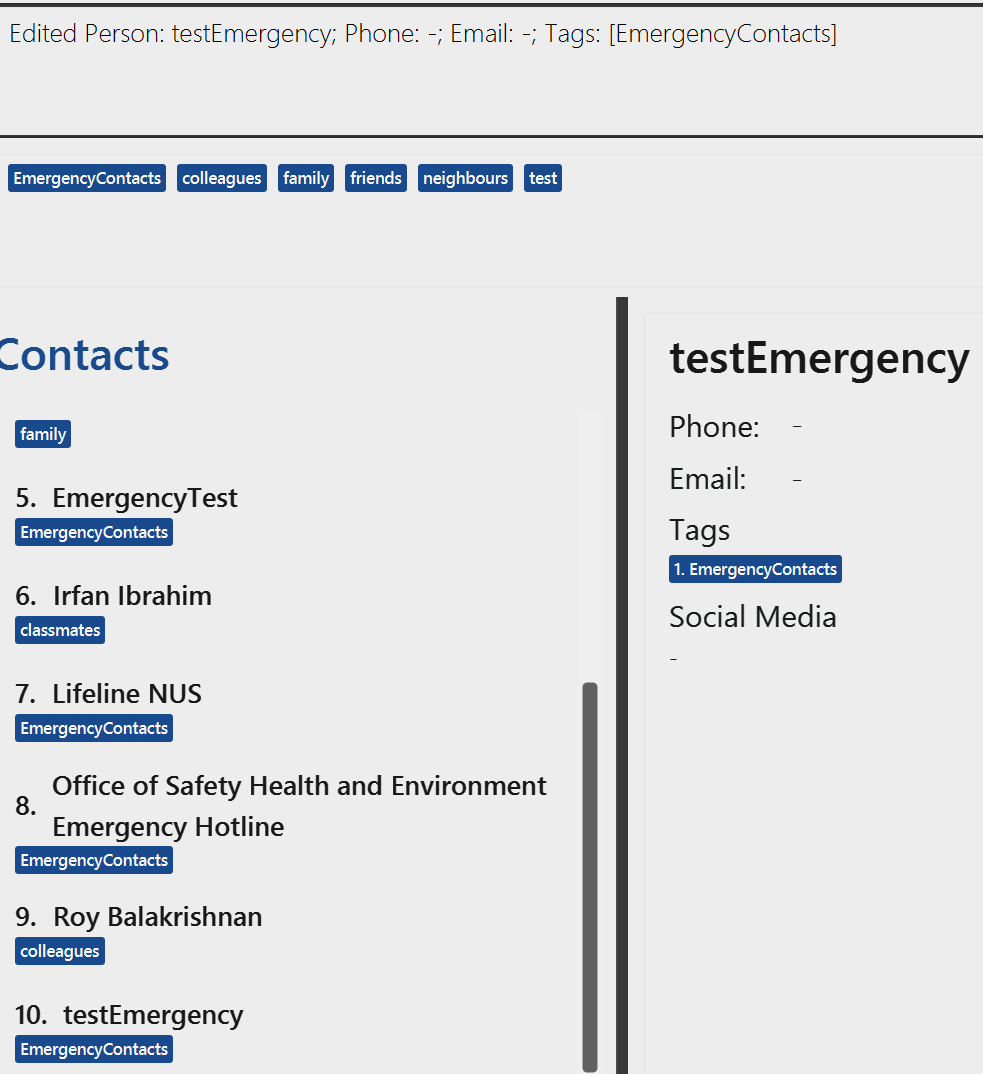 Edited Person: testEmergency; Phone: -; Email: -; Tags: [EmergencyContacts]
EmergencyContacts colleagues family friends neighbours test
Contacts
family
5. EmergencyTest
EmergencyContacts
6. Irfan Ibrahim
classmates
7. Lifeline NUS
EmergencyContacts
8. Office of Safety Health and Environment
Emergency Hotline
EmergencyContacts
9. Roy Balakrishnan
colleagues
10. testEmergency
EmergencyContacts
testEmergency
Phone: -
Email: -
Tags
1. EmergencyContacts
Social Media
-